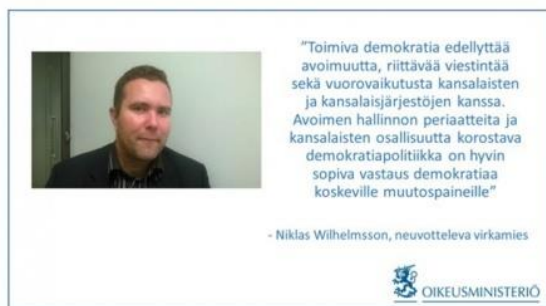 ”Toimiva demokratia edellyttää
avoimuutta, riittävää viestintää
sekä vuorovaikutusta kansalaisten
ja kansalaisjärjestöjen kanssa.
Avoimen hallinnon periaatteita ja
kansalaisten osallisuutta korostava
demokratiapolitiikka on hyvin
sopiva vastaus demokratiaa
koskeville muutospaineille”
- Niklas Wilhelmsson, neuvotteleva virkamies
OIKEUSMINISTERIÖ